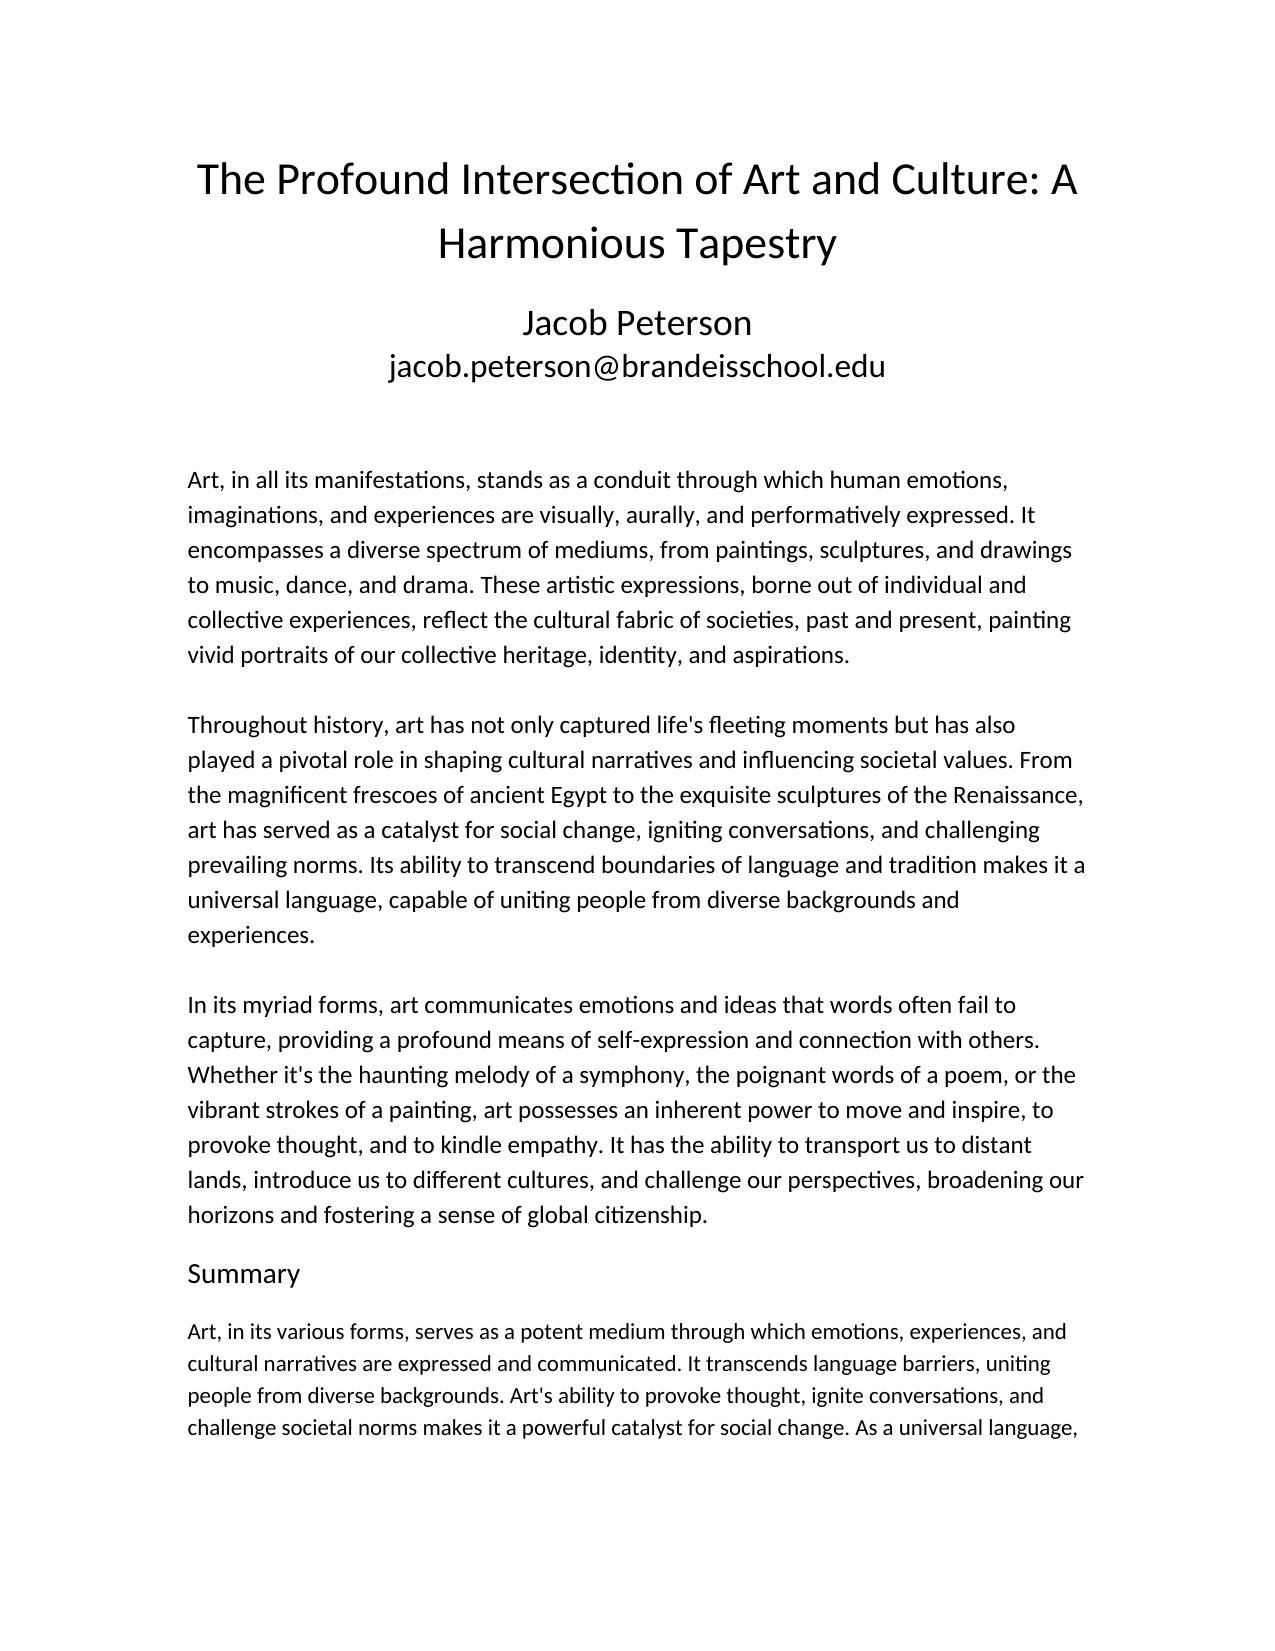 The Profound Intersection of Art and Culture: A
Harmonious Tapestry
Jacob Peterson
jacob.peterson@brandeisschool.edu
Art, in all its manifestations, stands as a conduit through which human emotions,
imaginations, and experiences are visually, aurally, and performatively expressed. It
encompasses a diverse spectrum of mediums, from paintings, sculptures, and drawings
to music, dance, and drama. These artistic expressions, borne out of individual and
collective experiences, reflect the cultural fabric of societies, past and present, painting
vivid portraits of our collective heritage, identity, and aspirations.
Throughout history, art has not only captured life's fleeting moments but has also
played a pivotal role in shaping cultural narratives and influencing societal values. From
the magnificent frescoes of ancient Egypt to the exquisite sculptures of the Renaissance,
art has served as a catalyst for social change, igniting conversations, and challenging
prevailing norms. Its ability to transcend boundaries of language and tradition makes it a
universal language, capable of uniting people from diverse backgrounds and
experiences.
In its myriad forms, art communicates emotions and ideas that words often fail to
capture, providing a profound means of self-expression and connection with others.
Whether it's the haunting melody of a symphony, the poignant words of a poem, or the
vibrant strokes of a painting, art possesses an inherent power to move and inspire, to
provoke thought, and to kindle empathy. It has the ability to transport us to distant
lands, introduce us to different cultures, and challenge our perspectives, broadening our
horizons and fostering a sense of global citizenship.
Summary
Art, in its various forms, serves as a potent medium through which emotions, experiences, and
cultural narratives are expressed and communicated. It transcends language barriers, uniting
people from diverse backgrounds. Art's ability to provoke thought, ignite conversations, and
challenge societal norms makes it a powerful catalyst for social change. As a universal language,